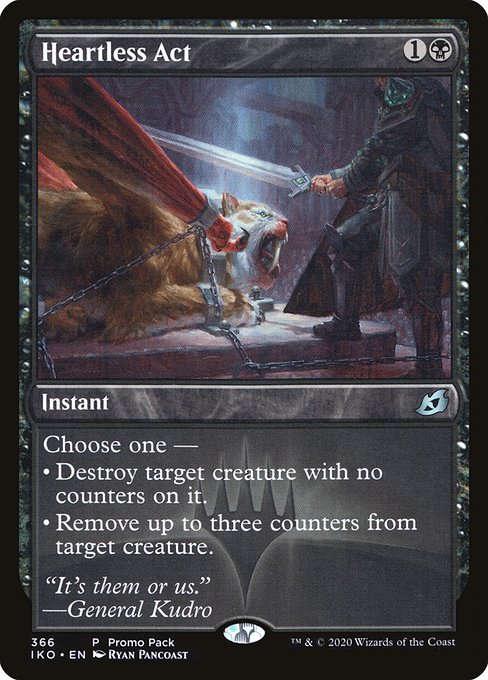 Heartless Act 1
Instant
Choose one —
• Destroy target creature with no
counters on it.
• Remove up to three counters from
target creature.
“It’s them or us.”
—General Kudro
366 P Promo Pack
IKO • EN Ryan Pancoast
™ & © 2020 Wizards of the Coast